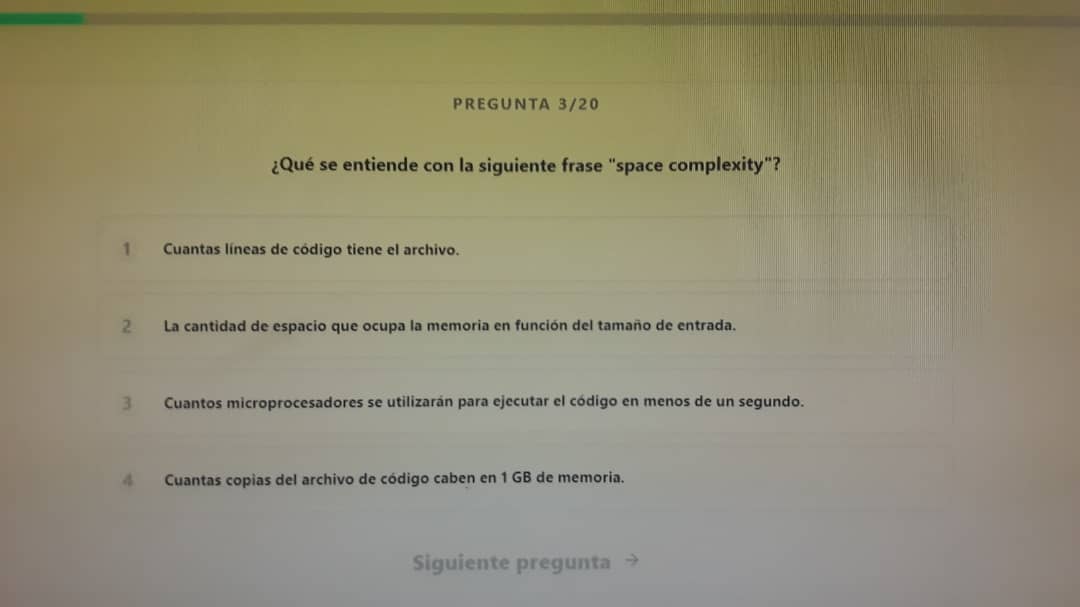 PREGUNTA 3/20
¿Qué se entiende con la siguiente frase "space complexity"?
1 Cuantas líneas de código tiene el archivo.
2 La cantidad de espacio que ocupa la memoria en función del tamaño de entrada.
3 Cuantos microprocesadores se utilizarán para ejecutar el código en menos de un segundo.
4 Cuantas copias del archivo de código caben en 1 GB de memoria.
Siguiente pregunta →